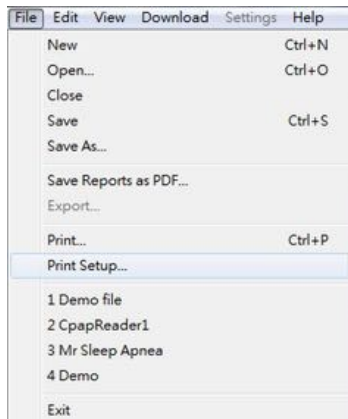 File Edit View Download Settings Help
New Ctrl+N
Open... Ctrl+O
Close
Save Ctrl+S
Save As...
Save Reports as PDF...
Export...
Print... Ctrl+P
Print Setup...
1 Demo file
2 CpapReader1
3 Mr Sleep Apnea
4 Demo
Exit